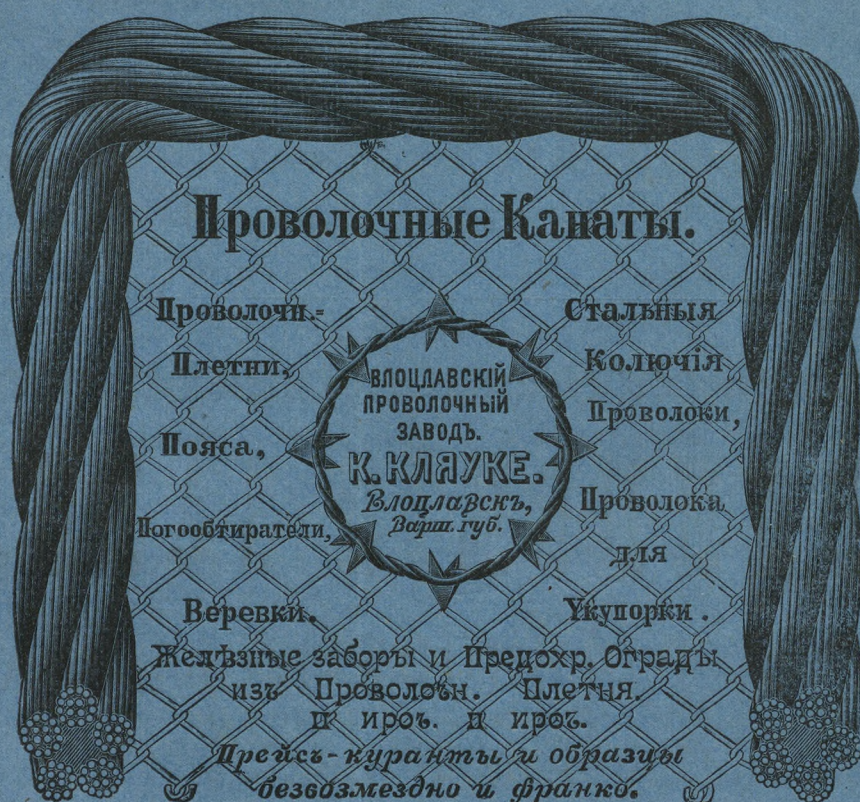 Проволочные Канаты.
Проволочн.-
Плетни,
Пояса,
Ногообтиратели,
Веревки.
ВЛОЦЛАВСКІЙ
ПРОВОЛОЧНЫЙ
ЗАВОДЪ.
К. КЛЯУКЕ.
Влоцлавскъ,
Варш. губ.
Стальныя
Колючія
Проволоки,
Проволока
для
Укупорки.
Желѣзные заборы и Предохр. Ограды
изъ Проволочн. Плетня.
и проч. и проч.
Прейсъ-куранты и образцы
безвозмездно и франко.